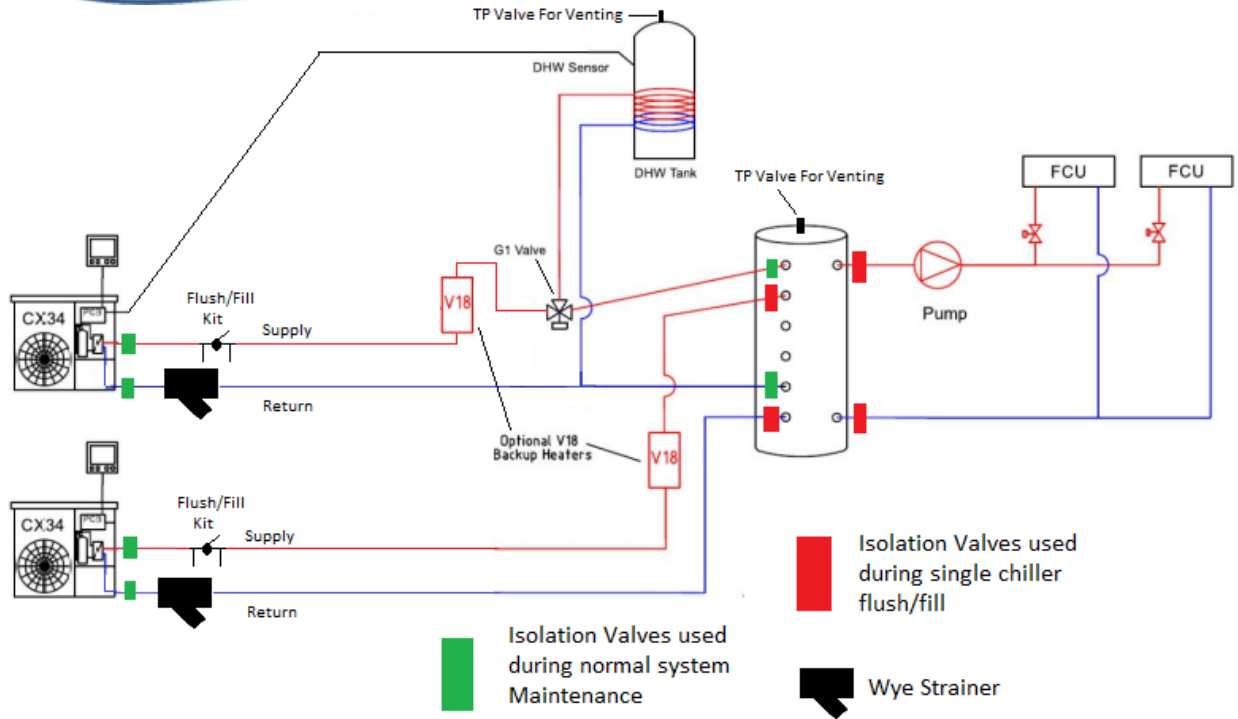 TP Valve For Venting
DHW Sensor
DHW Tank
TP Valve For Venting
FCU
FCU
G1 Valve
Pump
CX34
PCB
Flush/Fill
Kit
Supply
V18
Return
Optional V18
Backup Heaters
V18
CX34
PCB
Flush/Fill
Kit
Supply
Return
Isolation Valves used
during single chiller
flush/fill
Isolation Valves used
during normal system
Maintenance
Wye Strainer